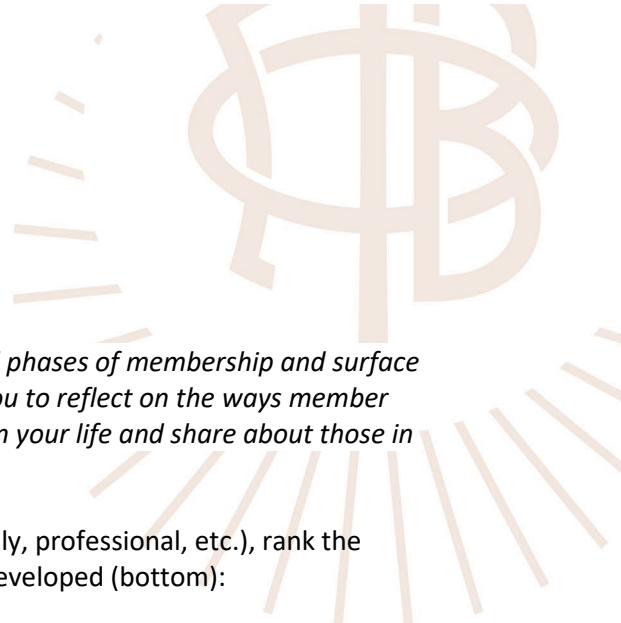 phases of membership and surface
ou to reflect on the ways member
n your life and share about those in
ly, professional, etc.), rank the
eveloped (bottom):